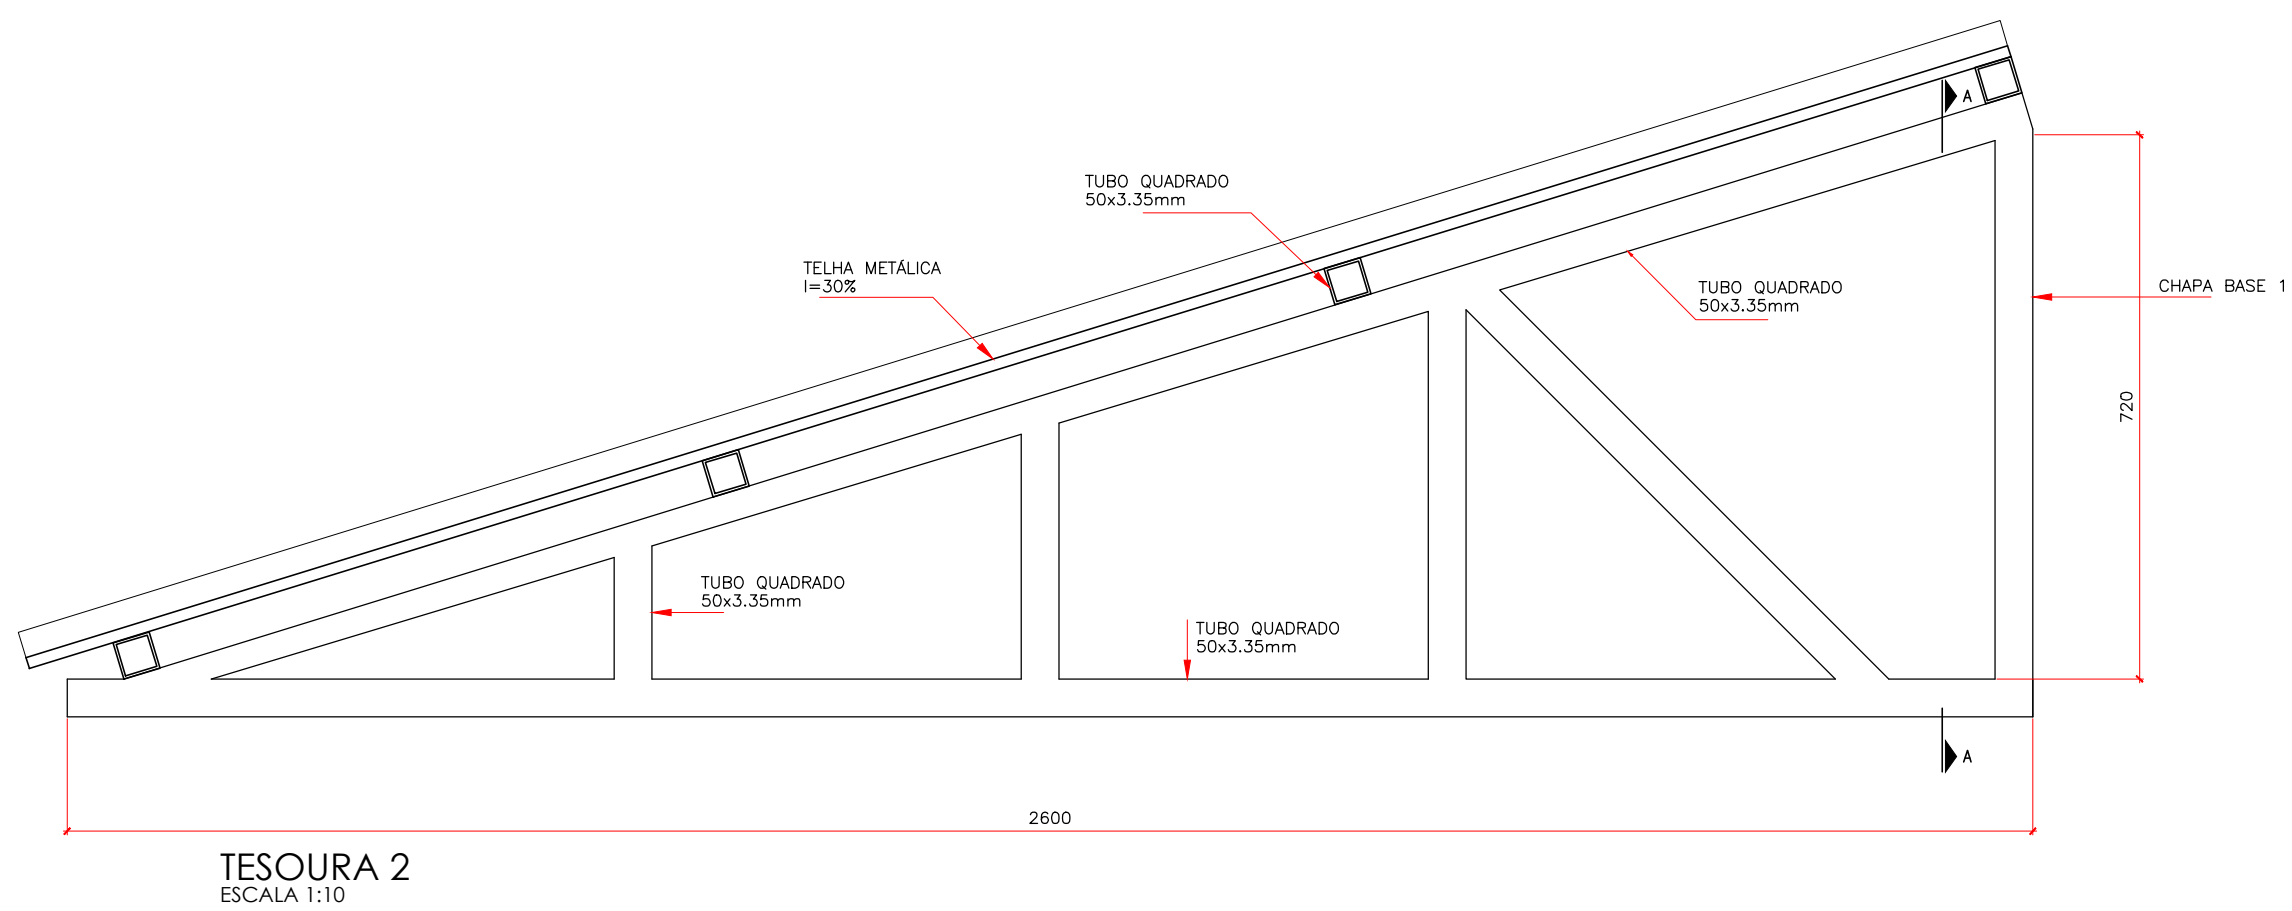 A
TUBO QUADRADO
50x3.35mm
TELHA METÁLICA
I=30%
TUBO QUADRADO
50x3.35mm
CHAPA BASE 1
720
TUBO QUADRADO
50x3.35mm
TUBO QUADRADO
50x3.35mm
A
2600
TESOURA 2
ESCALA 1:10